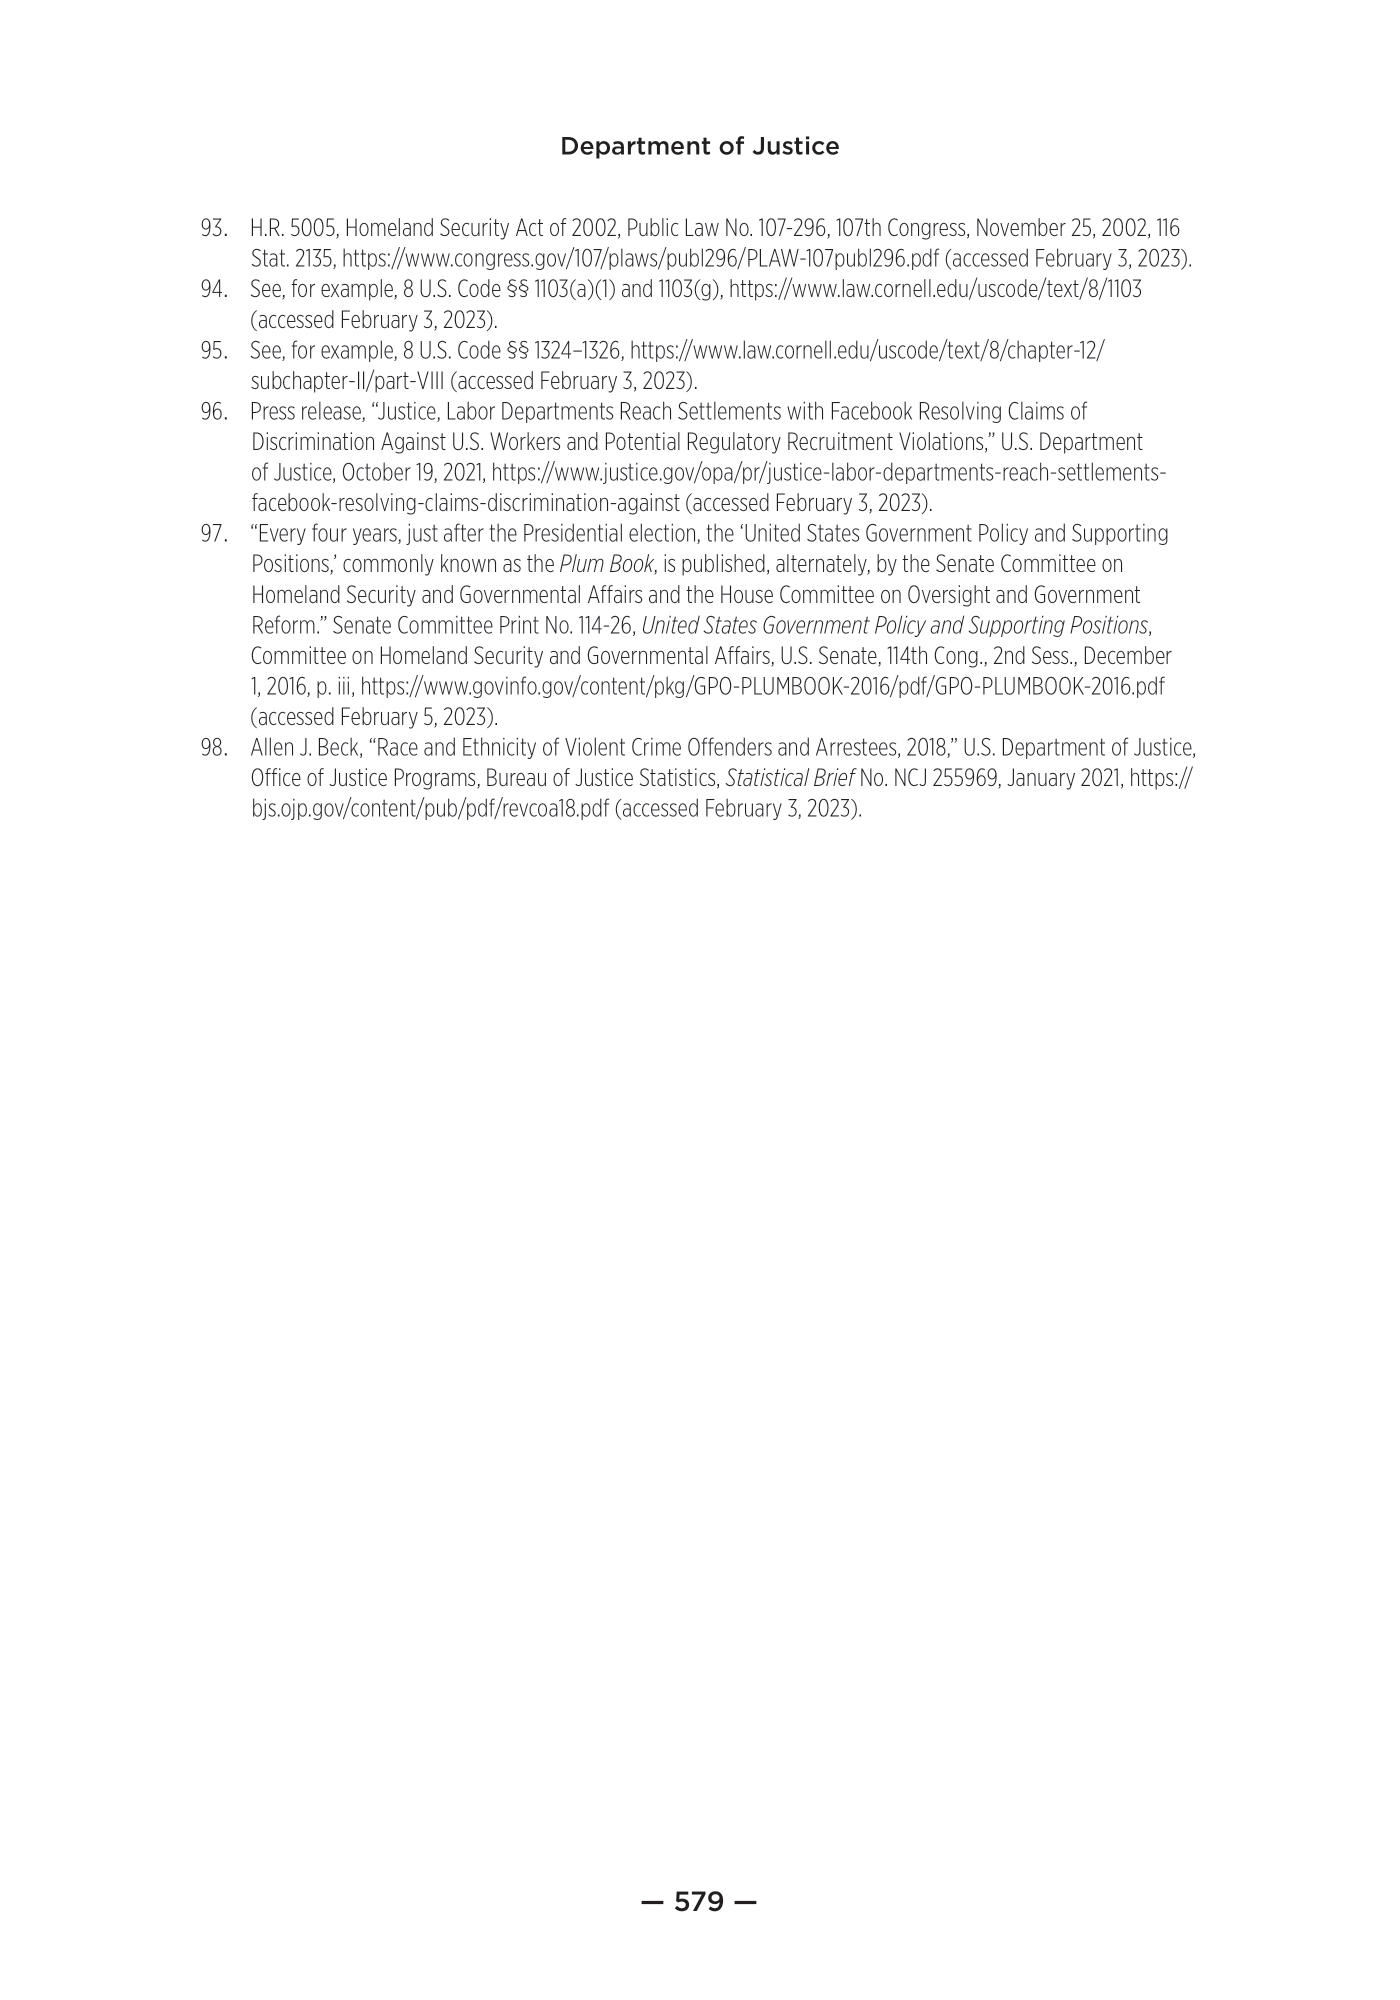 Department of Justice
93. H.R. 5005, Homeland Security Act of 2002, Public Law No. 107-296, 107th Congress, November 25, 2002, 116
Stat. 2135, https://www.congress.gov/107/plaws/publ296/PLAW-107publ296.pdf (accessed February 3, 2023).
94. See, for example, 8 U.S. Code §§ 1103(a)(1) and 1103(g), https://www.law.cornell.edu/uscode/text/8/1103
(accessed February 3, 2023).
95. See, for example, 8 U.S. Code §§ 1324–1326, https://www.law.cornell.edu/uscode/text/8/chapter-12/
subchapter-II/part-VIII (accessed February 3, 2023).
96. Press release, “Justice, Labor Departments Reach Settlements with Facebook Resolving Claims of
Discrimination Against U.S. Workers and Potential Regulatory Recruitment Violations,” U.S. Department
of Justice, October 19, 2021, https://www.justice.gov/opa/pr/justice-labor-departments-reach-settlements-
facebook-resolving-claims-discrimination-against (accessed February 3, 2023).
97. “Every four years, just after the Presidential election, the ‘United States Government Policy and Supporting
Positions,’ commonly known as the Plum Book, is published, alternately, by the Senate Committee on
Homeland Security and Governmental Affairs and the House Committee on Oversight and Government
Reform.” Senate Committee Print No. 114-26, United States Government Policy and Supporting Positions,
Committee on Homeland Security and Governmental Affairs, U.S. Senate, 114th Cong., 2nd Sess., December
1, 2016, p. iii, https://www.govinfo.gov/content/pkg/GPO-PLUMBOOK-2016/pdf/GPO-PLUMBOOK-2016.pdf
(accessed February 5, 2023).
98. Allen J. Beck, “Race and Ethnicity of Violent Crime Offenders and Arrestees, 2018,” U.S. Department of Justice,
Office of Justice Programs, Bureau of Justice Statistics, Statistical Brief No. NCJ 255969, January 2021, https://
bjs.ojp.gov/content/pub/pdf/revcoa18.pdf (accessed February 3, 2023).
— 579 —